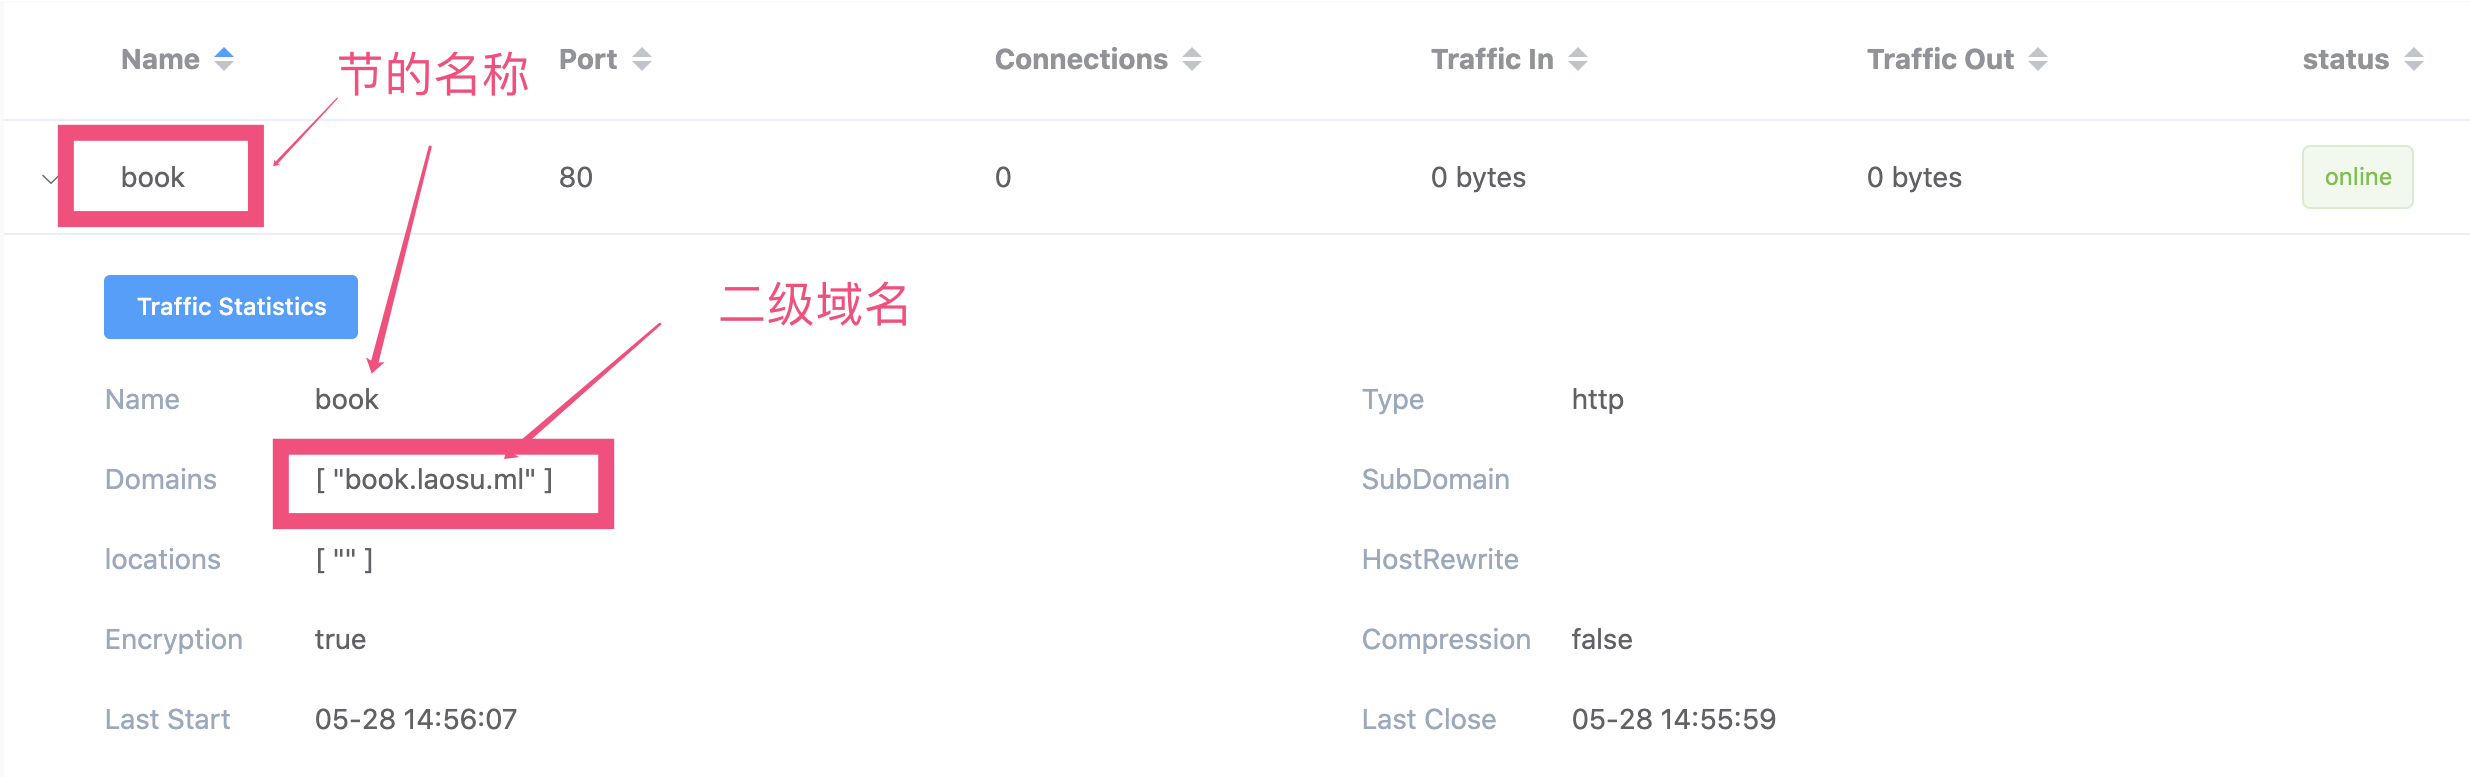 Name 节的名称 Port Connections Traffic In Traffic Out status
book 80 0 0 bytes 0 bytes online
Traffic Statistics 二级域名
Name book Type http
Domains [ "book.laosu.ml" ] SubDomain
locations [ "" ] HostRewrite
Encryption true Compression false
Last Start 05-28 14:56:07 Last Close 05-28 14:55:59